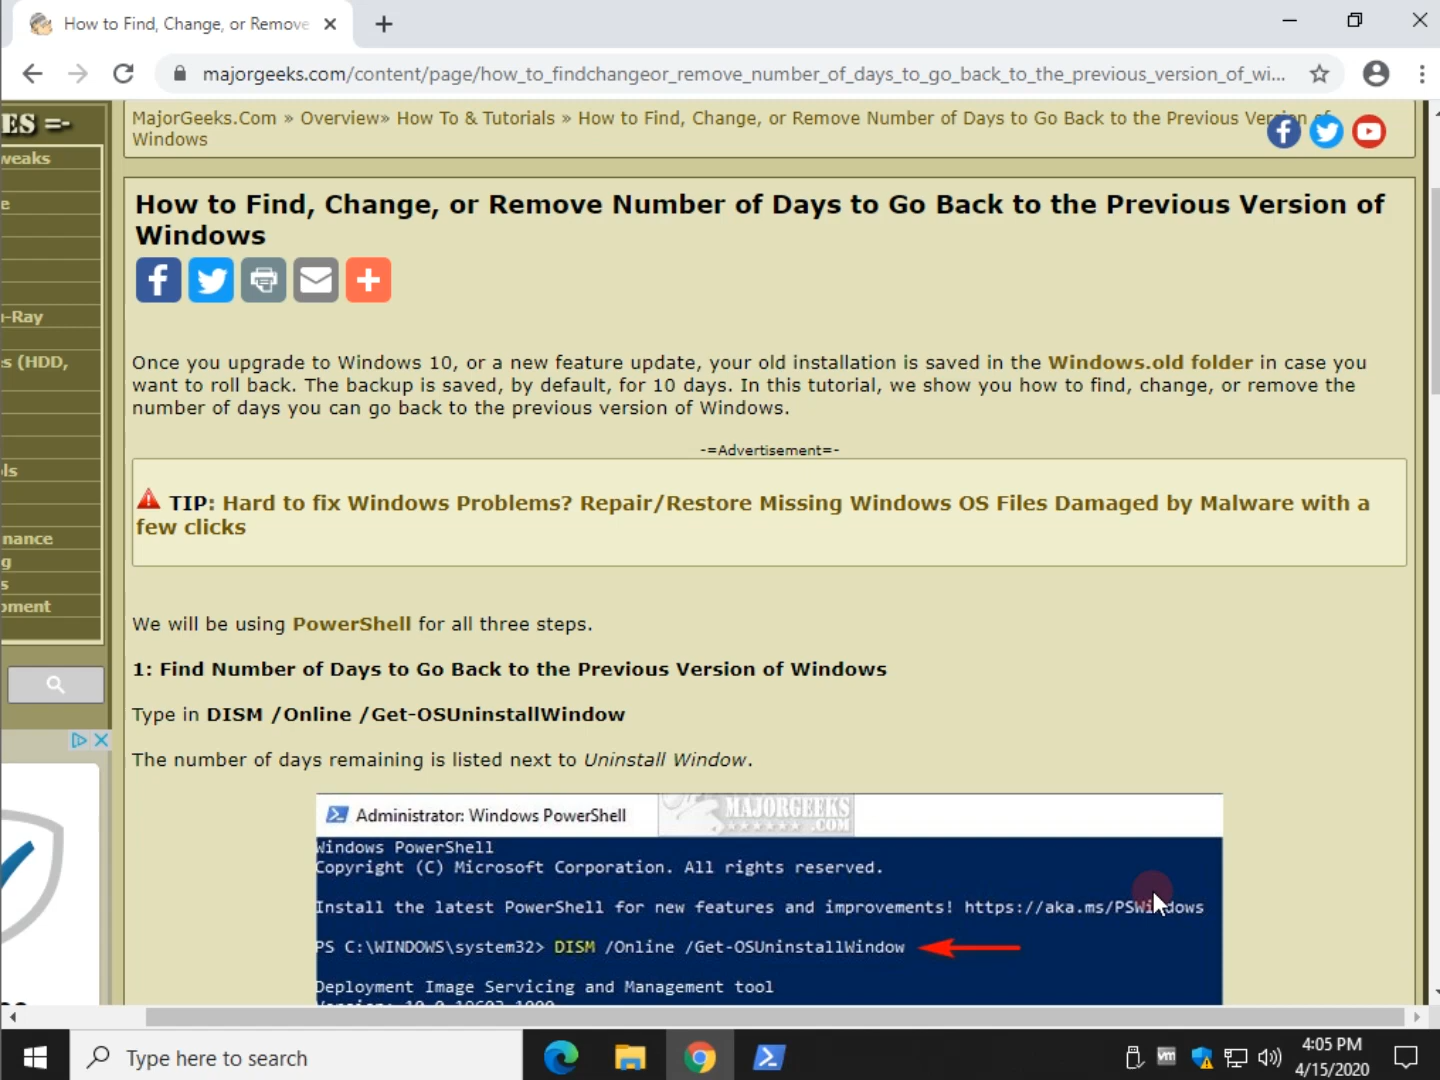 How to Find, Change, or Remove
majorgeeks.com/content/page/how_to_findchangeor_remove_number_of_days_to_go_back_to_the_previous_version_of_wi...
ES =-
weaks
e
-Ray
s (HDD,
ls
nance
g
s
pment
MajorGeeks.Com » Overview» How To & Tutorials » How to Find, Change, or Remove Number of Days to Go Back to the Previous Version of
Windows
How to Find, Change, or Remove Number of Days to Go Back to the Previous Version of
Windows
Once you upgrade to Windows 10, or a new feature update, your old installation is saved in the Windows.old folder in case you
want to roll back. The backup is saved, by default, for 10 days. In this tutorial, we show you how to find, change, or remove the
number of days you can go back to the previous version of Windows.
-=Advertisement=-
TIP: Hard to fix Windows Problems? Repair/Restore Missing Windows OS Files Damaged by Malware with a
few clicks
We will be using PowerShell for all three steps.
1: Find Number of Days to Go Back to the Previous Version of Windows
Type in DISM /Online /Get-OSUninstallWindow
The number of days remaining is listed next to Uninstall Window.
Administrator: Windows PowerShell
MAJORGEEKS
.COM
Windows PowerShell
Copyright (C) Microsoft Corporation. All rights reserved.
Install the latest PowerShell for new features and improvements! https://aka.ms/PSWindows
PS C:\WINDOWS\system32> DISM /Online /Get-OSUninstallWindow
Deployment Image Servicing and Management tool
Type here to search
vm
4:05 PM
4/15/2020